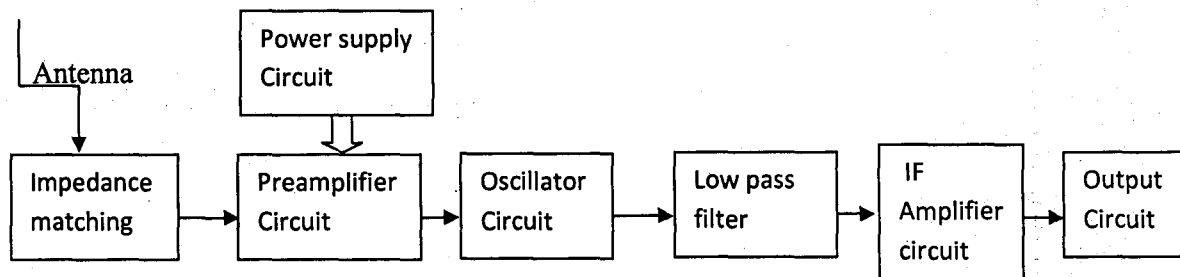 Antenna
Power supply
Circuit
Impedance
matching
Preamplifier
Circuit
Oscillator
Circuit
Low pass
filter
IF
Amplifier
circuit
Output
Circuit